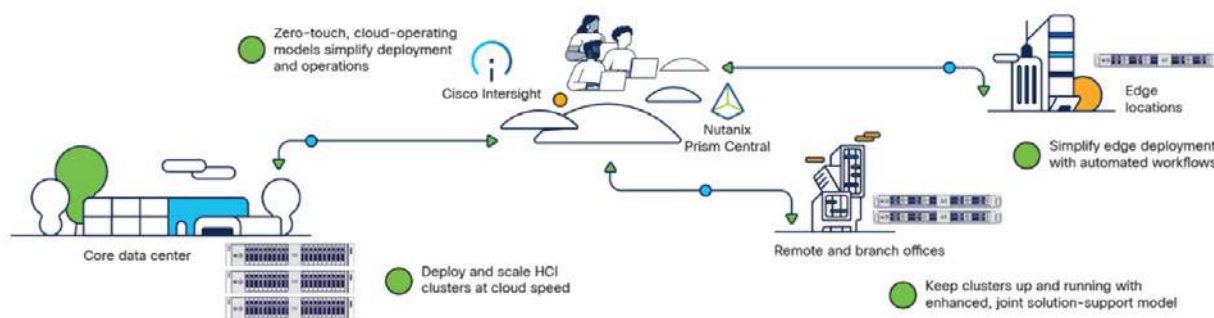 Zero-touch, cloud-operating
models simplify deployment
and operations
Cisco Intersight
Nutanix
Prism Central
Edge
locations
Simplify edge deployment
with automated workflows
Core data center
Deploy and scale HCI
clusters at cloud speed
Remote and branch offices
Keep clusters up and running with
enhanced, joint solution-support model